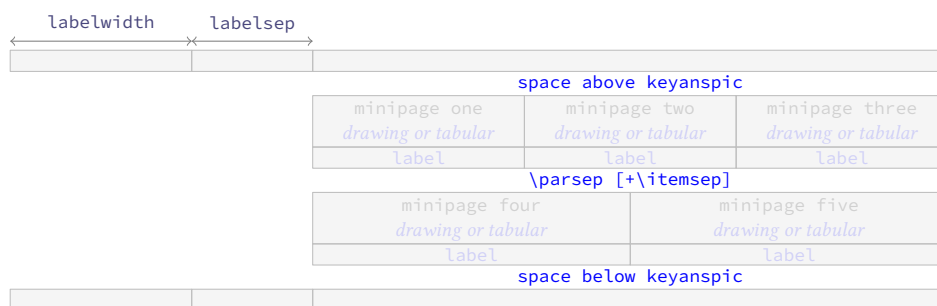 labelwidth labelsep
space above keyanspic
minipage one minipage two minipage three
drawing or tabular drawing or tabular drawing or tabular
label label label
\parsep [+\itemsep]
minipage four minipage five
drawing or tabular drawing or tabular
label label
space below keyanspic